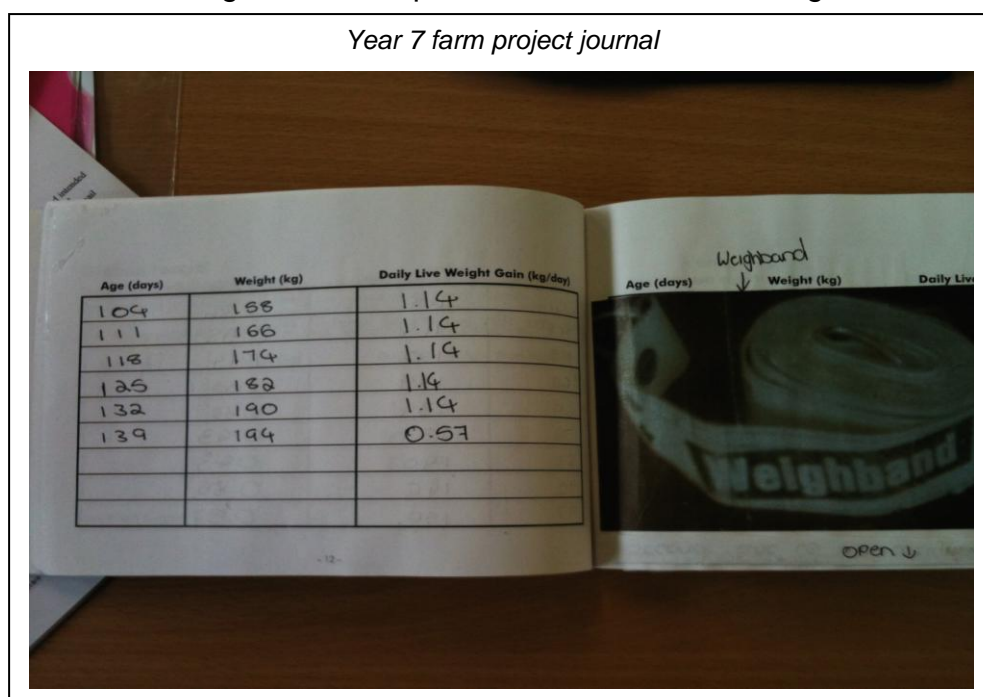 Year 7 farm project journal
intended
Age (days) Weight (kg) Daily Live Weight Gain (kg/day)
104 158 1.14
111 166 1.14
118 174 1.14
125 182 1.14
132 190 1.14
139 194 0.57
- 12 -
Weighband
Age (days) Weight (kg) Daily Live
Weighband
OPen ↓